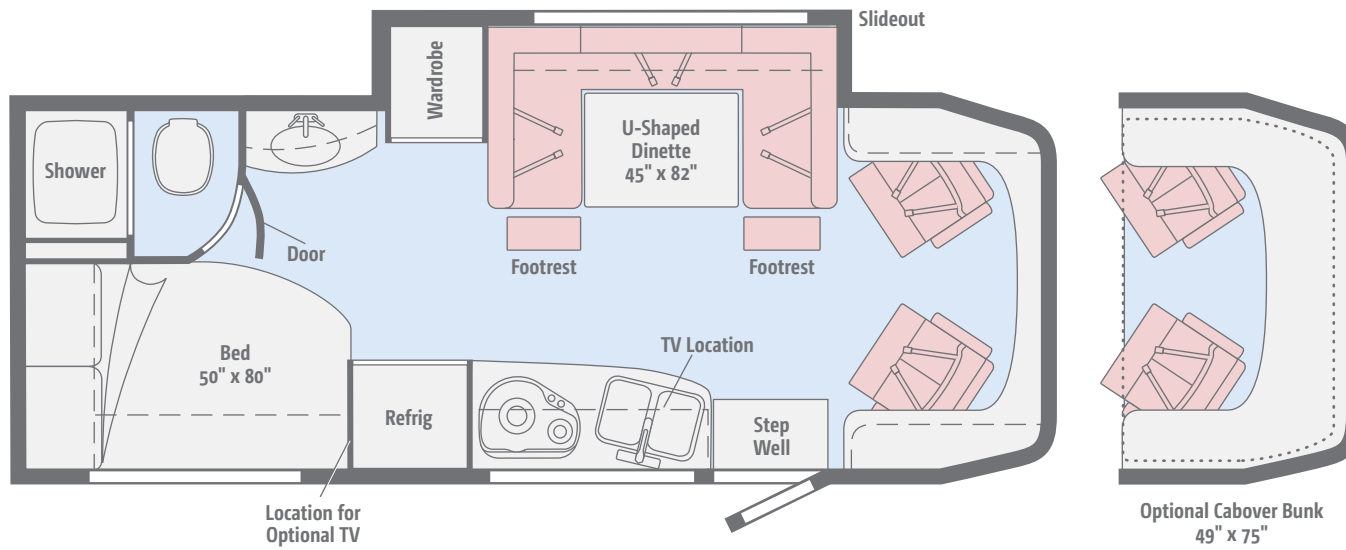 Slideout
Wardrobe
U-Shaped
Dinette
45" x 82"
Shower
Door
Footrest
Footrest
TV Location
Bed
50" x 80"
Refrig
Step
Well
Location for
Optional TV
Optional Cabover Bunk
49" x 75"